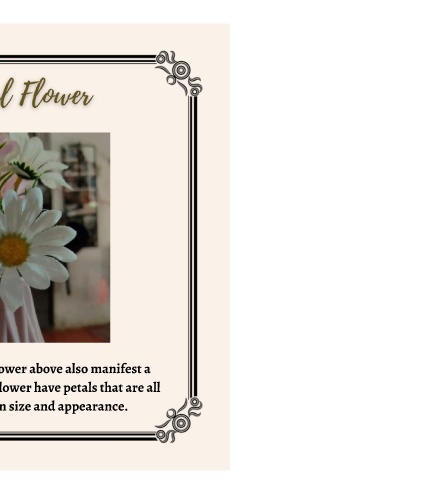 l Flower
ower above also manifest a
lower have petals that are all
n size and appearance.